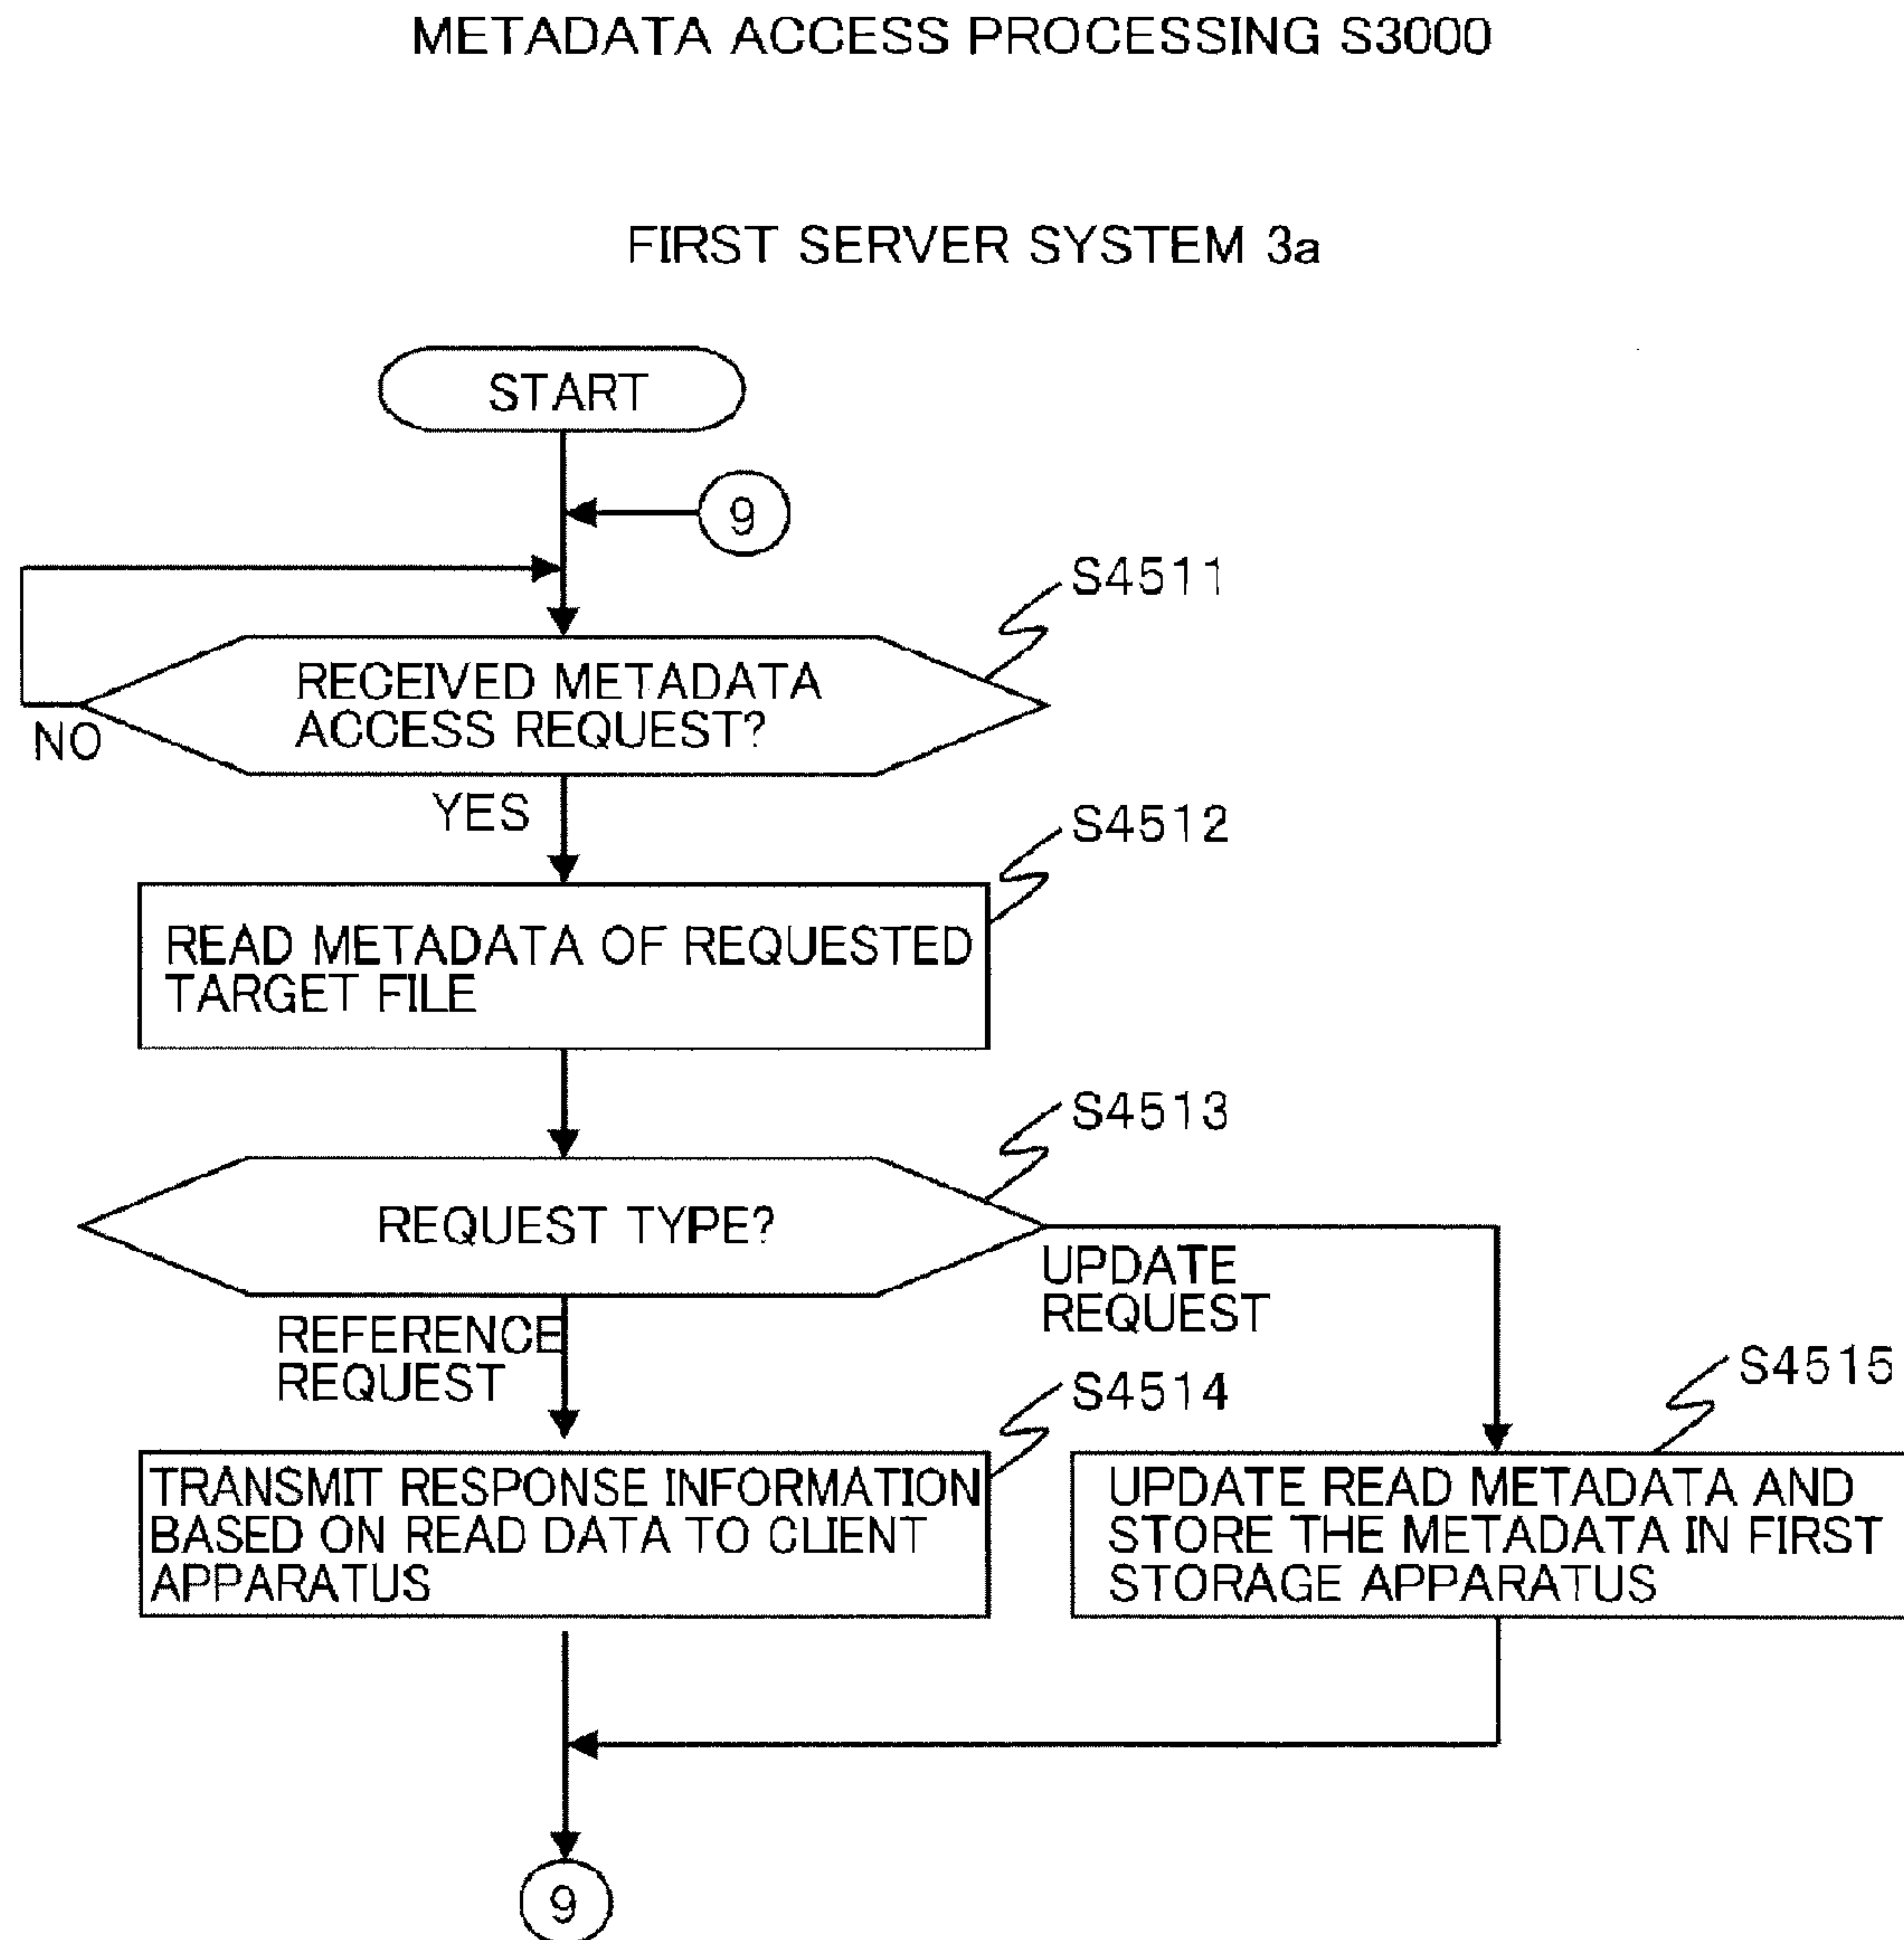 METADATA ACCESS PROCESSING S3000
FIRST SERVER SYSTEM 3a
START
9
S4511
RECEIVED METADATA
ACCESS REQUEST?
NO
YES
S4512
READ METADATA OF REQUESTED
TARGET FILE
S4513
REQUEST TYPE?
UPDATE
REQUEST
REFERENCE
REQUEST
S4514
S4515
TRANSMIT RESPONSE INFORMATION
BASED ON READ DATA TO CLIENT
APPARATUS
UPDATE READ METADATA AND
STORE THE METADATA IN FIRST
STORAGE APPARATUS
9